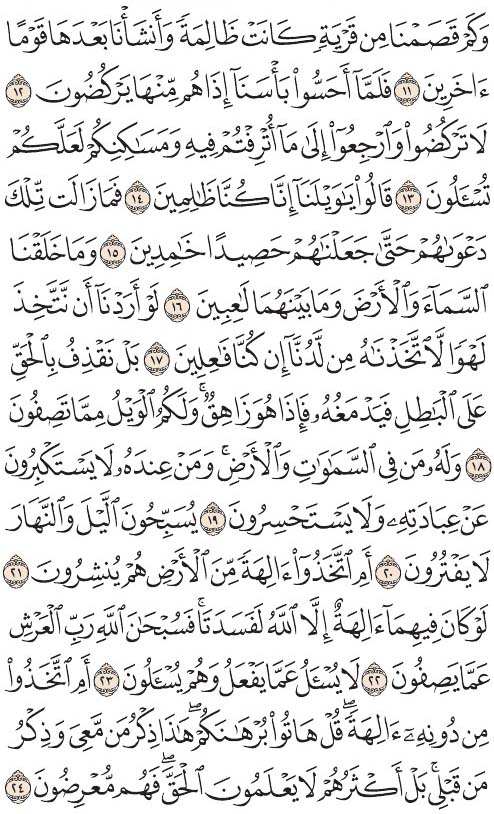 وَكَمۡ قَصَمۡنَا مِن قَرۡيَةٖ كَانَتۡ ظَالِمَةٗ وَأَنشَأۡنَا بَعۡدَهَا قَوۡمًا
ءَاخَرِينَ ١١ فَلَمَّآ أَحَسُّواْ بَأۡسَنَآ إِذَا هُم مِّنۡهَا يَرۡكُضُونَ ١٢
لَا تَرۡكُضُواْ وَٱرۡجِعُوٓاْ إِلَىٰ مَآ أُتۡرِفۡتُمۡ فِيهِ وَمَسَٰكِنِكُمۡ لَعَلَّكُمۡ
تُسۡـَٔلُونَ ١٣ قَالُواْ يَٰوَيۡلَنَآ إِنَّا كُنَّا ظَٰلِمِينَ ١٤ فَمَا زَالَت تِّلۡكَ
دَعۡوَىٰهُمۡ حَتَّىٰ جَعَلۡنَٰهُمۡ حَصِيدًا خَٰمِدِينَ ١٥ وَمَا خَلَقۡنَا
ٱلسَّمَآءَ وَٱلۡأَرۡضَ وَمَا بَيۡنَهُمَا لَٰعِبِينَ ١٦ لَوۡ أَرَدۡنَآ أَن نَّتَّخِذَ
لَهۡوٗا لَّٱتَّخَذۡنَٰهُ مِن لَّدُنَّآ إِن كُنَّا فَٰعِلِينَ ١٧ بَلۡ نَقۡذِفُ بِٱلۡحَقِّ
عَلَى ٱلۡبَٰطِلِ فَيَدۡمَغُهُۥ فَإِذَا هُوَ زَاهِقٞۚ وَلَكُمُ ٱلۡوَيۡلُ مِمَّا تَصِفُونَ
١٨ وَلَهُۥ مَن فِي ٱلسَّمَٰوَٰتِ وَٱلۡأَرۡضِۚ وَمَنۡ عِندَهُۥ لَا يَسۡتَكۡبِرُونَ
عَنۡ عِبَادَتِهِۦ وَلَا يَسۡتَحۡسِرُونَ ١٩ يُسَبِّحُونَ ٱلَّيۡلَ وَٱلنَّهَارَ
لَا يَفۡتُرُونَ ٢٠ أَمِ ٱتَّخَذُوٓاْ ءَالِهَةٗ مِّنَ ٱلۡأَرۡضِ هُمۡ يُنشِرُونَ ٢١
لَوۡ كَانَ فِيهِمَآ ءَالِهَةٌ إِلَّا ٱللَّهُ لَفَسَدَتَاۚ فَسُبۡحَٰنَ ٱللَّهِ رَبِّ ٱلۡعَرۡشِ
عَمَّا يَصِفُونَ ٢٢ لَا يُسۡـَٔلُ عَمَّا يَفۡعَلُ وَهُمۡ يُسۡـَٔلُونَ ٢٣ أَمِ ٱتَّخَذُواْ
مِن دُونِهِۦٓ ءَالِهَةٗۖ قُلۡ هَاتُواْ بُرۡهَٰنَكُمۡۖ هَٰذَا ذِكۡرُ مَن مَّعِيَ وَذِكۡرُ
مَن قَبۡلِيۚ بَلۡ أَكۡثَرُهُمۡ لَا يَعۡلَمُونَ ٱلۡحَقَّۖ فَهُم مُّعۡرِضُونَ ٢٤